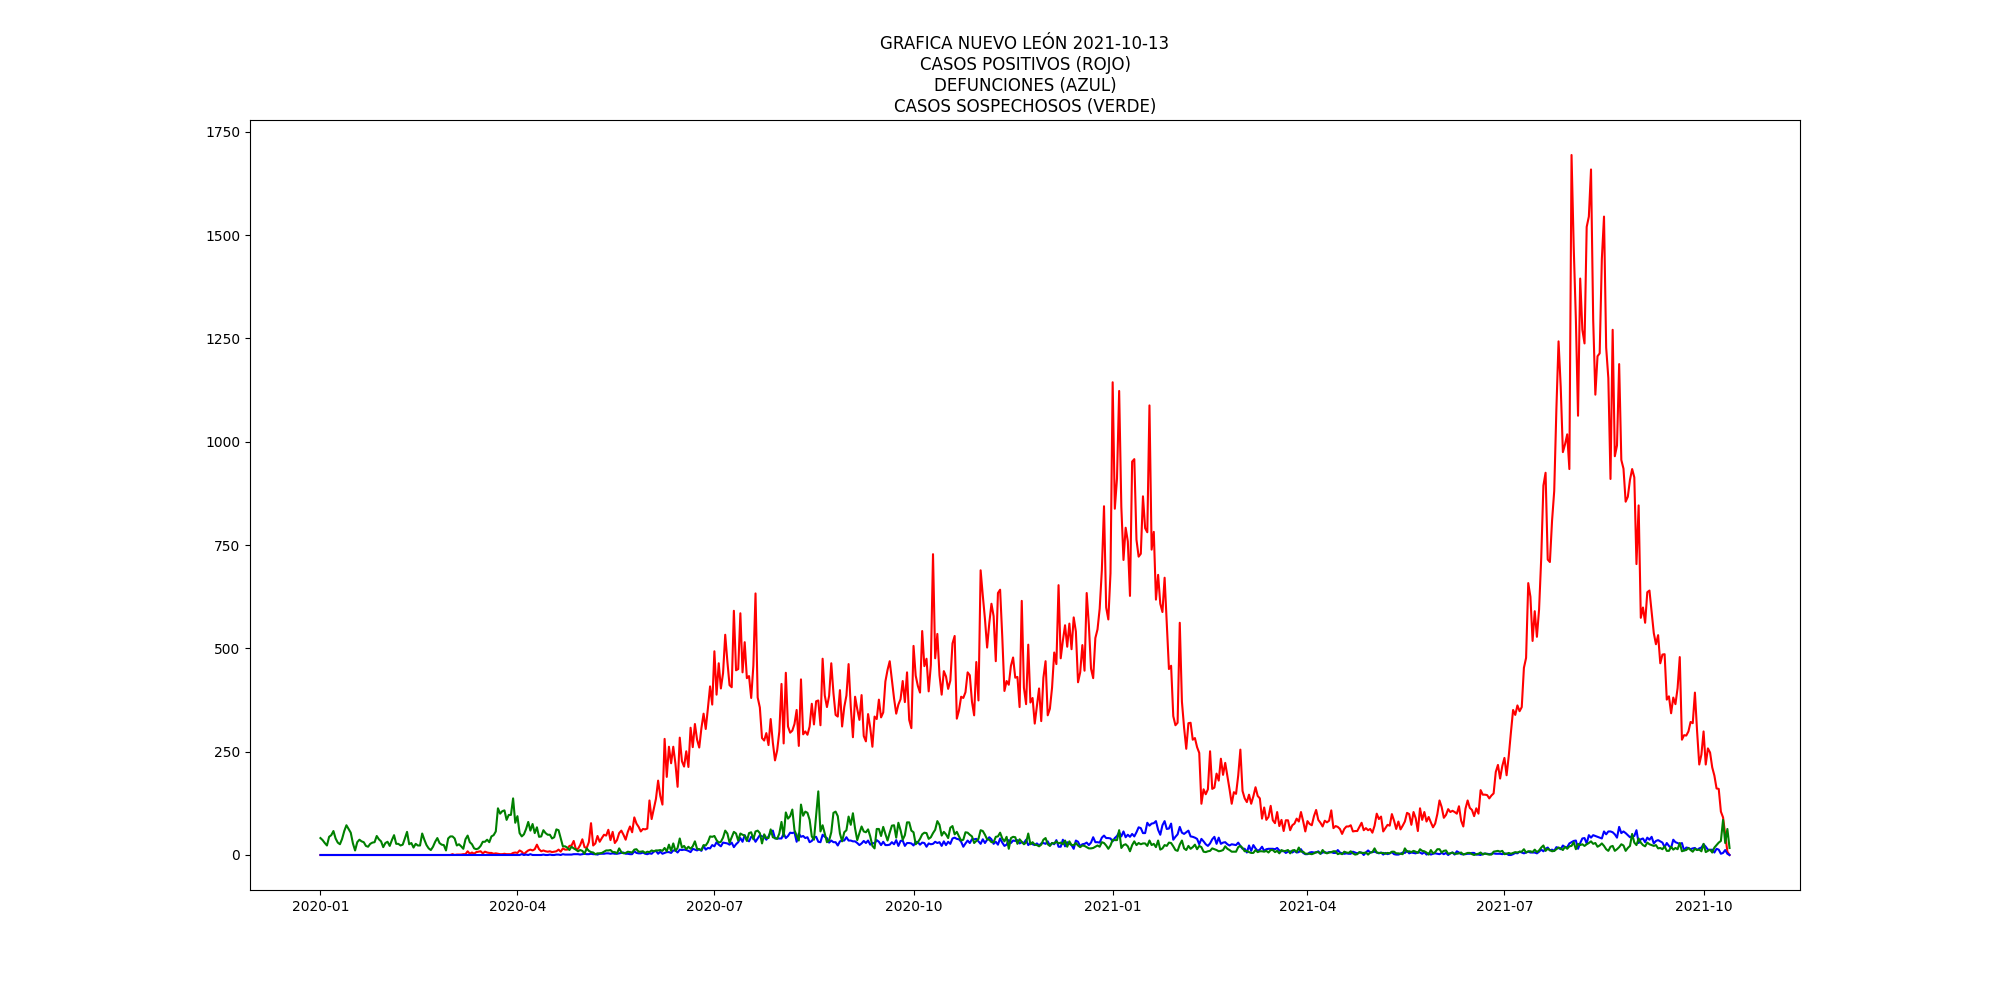 GRAFICA NUEVO LEÓN 2021-10-13
CASOS POSITIVOS (ROJO)
DEFUNCIONES (AZUL)
CASOS SOSPECHOSOS (VERDE)
1750
1500
1250
1000
750
500
250
0
2020-01 2020-04 2020-07 2020-10 2021-01 2021-04 2021-07 2021-10